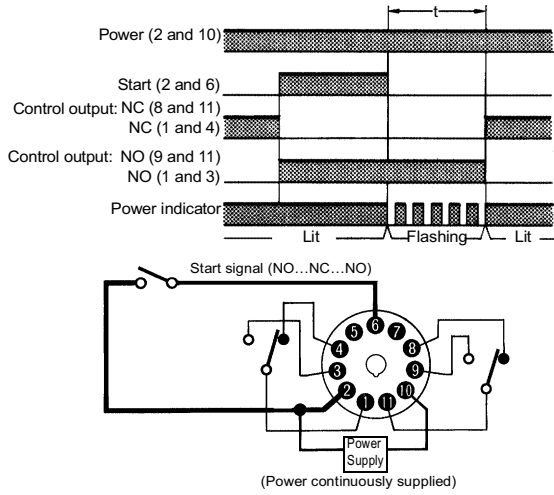 t
Power (2 and 10)
Start (2 and 6)
Control output: NC (8 and 11)
NC (1 and 4)
Control output: NO (9 and 11)
NO (1 and 3)
Power indicator
Lit Flashing Lit
Start signal (NO...NC...NO)
5 6 7
4 8
3 9
2 10
1 11
Power
Supply
(Power continuously supplied)